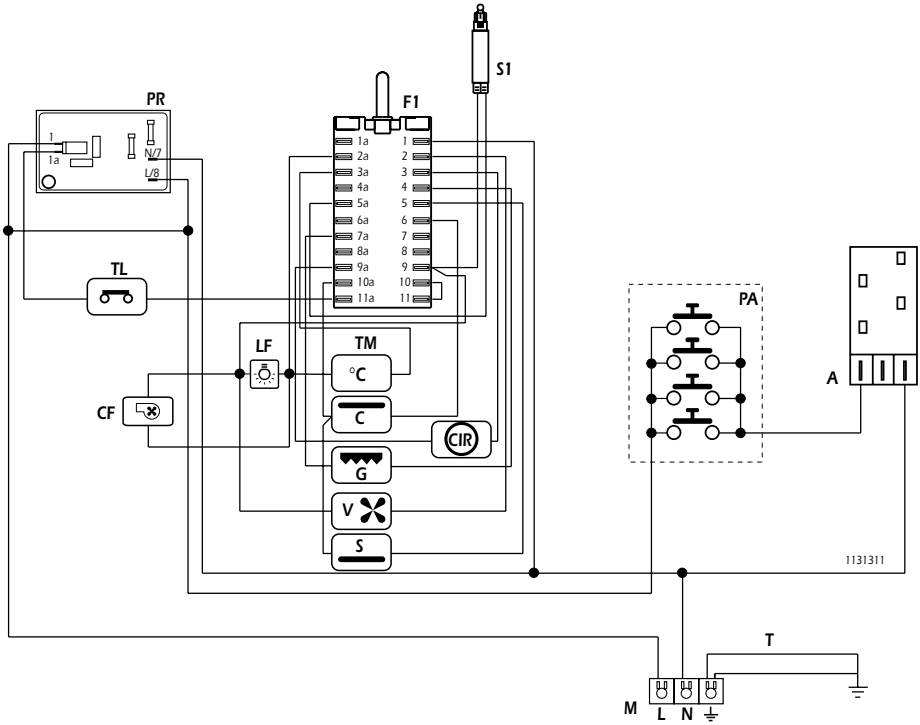 S1
PR
F1
1
1a
N/7
L/8
1a 1
2a 2
3a 3
4a 4
5a 5
6a 6
7a 7
8a 8
9a 9
10a 10
11a 11
TL
PA
LF
TM
°C
A
C
CF
CIR
G
V
S
1131311
T
M L N